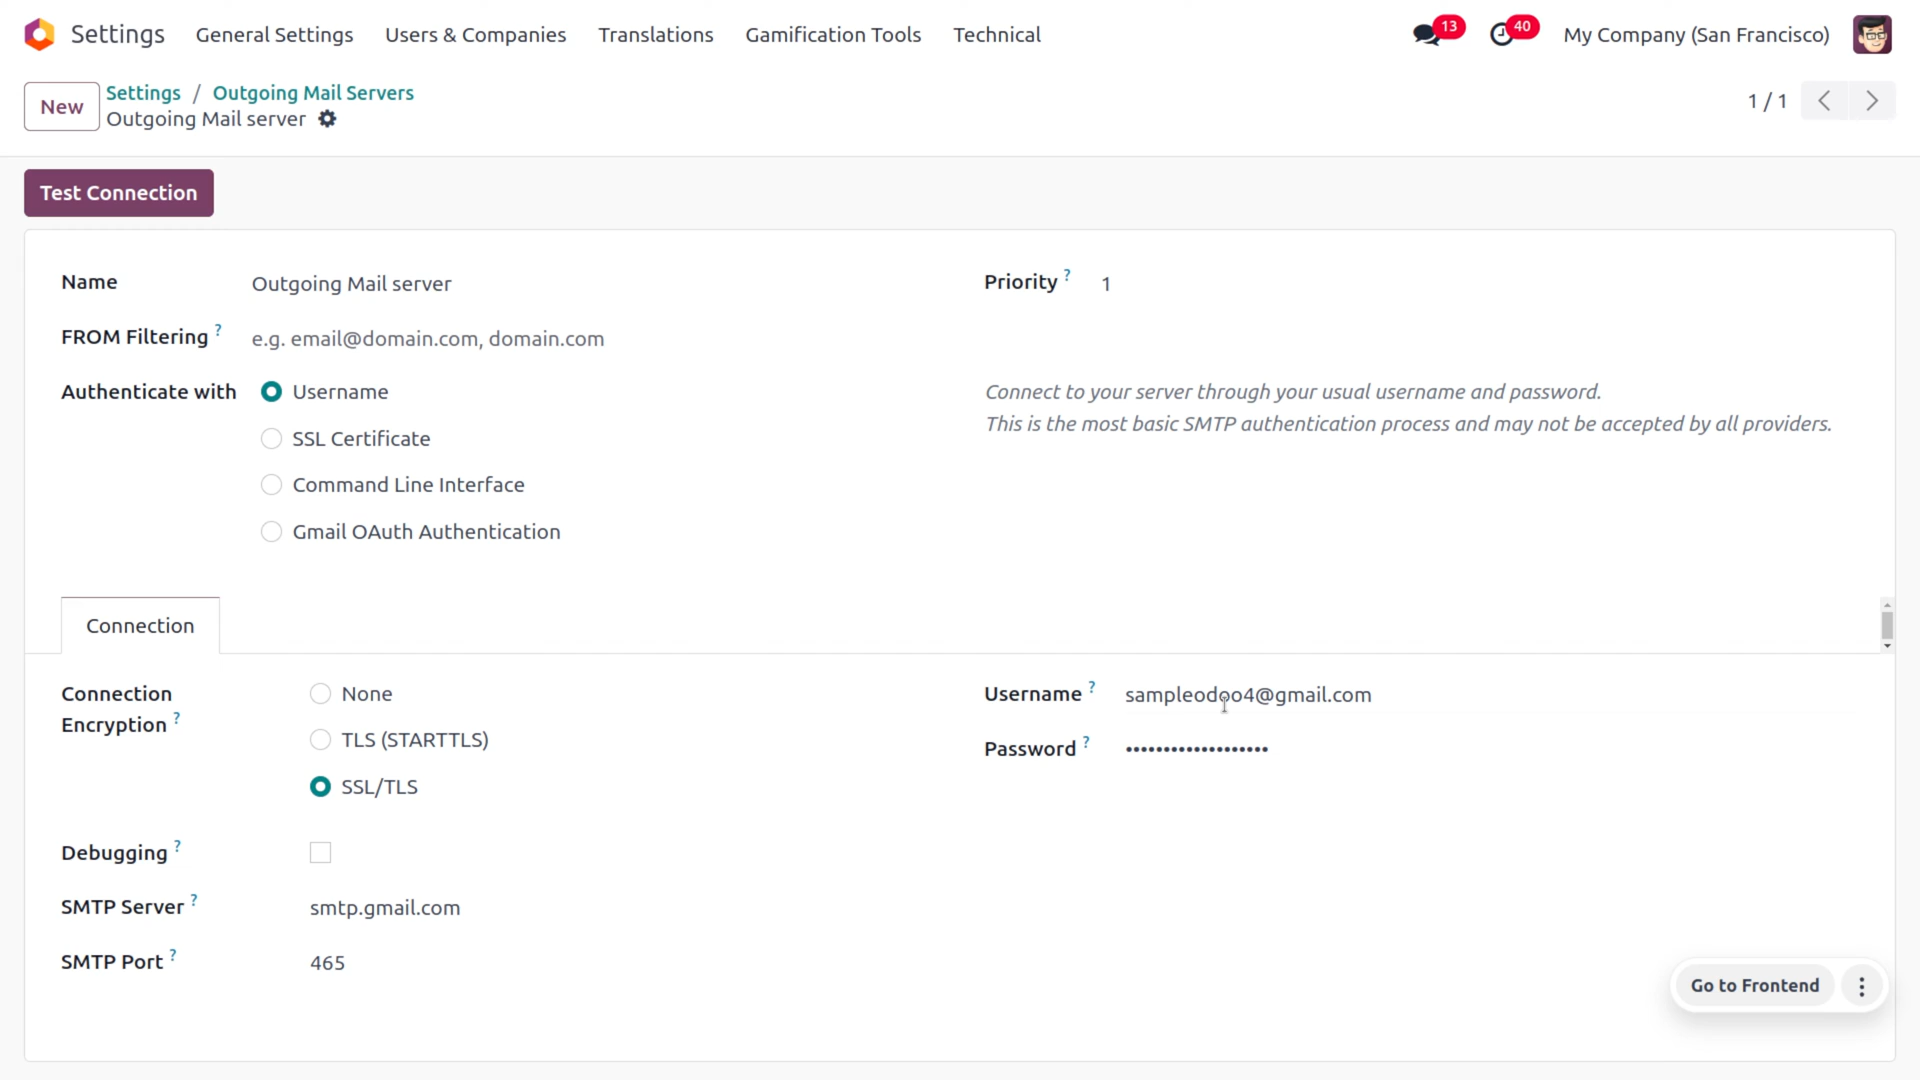 Settings General Settings Users & Companies Translations Gamification Tools Technical 13 40 My Company (San Francisco)
New Settings / Outgoing Mail Servers
Outgoing Mail server
1 / 1
Test Connection
Name Outgoing Mail server Priority ? 1
FROM Filtering ? e.g. email@domain.com, domain.com
Authenticate with Username Connect to your server through your usual username and password.
This is the most basic SMTP authentication process and may not be accepted by all providers.
SSL Certificate
Command Line Interface
Gmail OAuth Authentication
Connection
Connection None Username ? sampleodoo4@gmail.com
Encryption ?
TLS (STARTTLS) Password ? •••••••••••••••••••
SSL/TLS
Debugging ?
SMTP Server ? smtp.gmail.com
SMTP Port ? 465
Go to Frontend